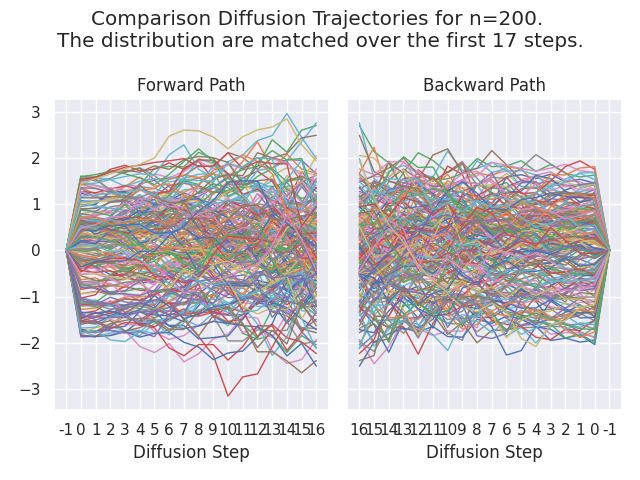 Comparison Diffusion Trajectories for n=200.
The distribution are matched over the first 17 steps.
Forward Path
Backward Path
3
2
1
0
−1
−2
−3
-1 0 1 2 3 4 5 6 7 8 9 10 11 12 13 14 15 16
16 15 14 13 12 11 10 9 8 7 6 5 4 3 2 1 0 -1
Diffusion Step
Diffusion Step